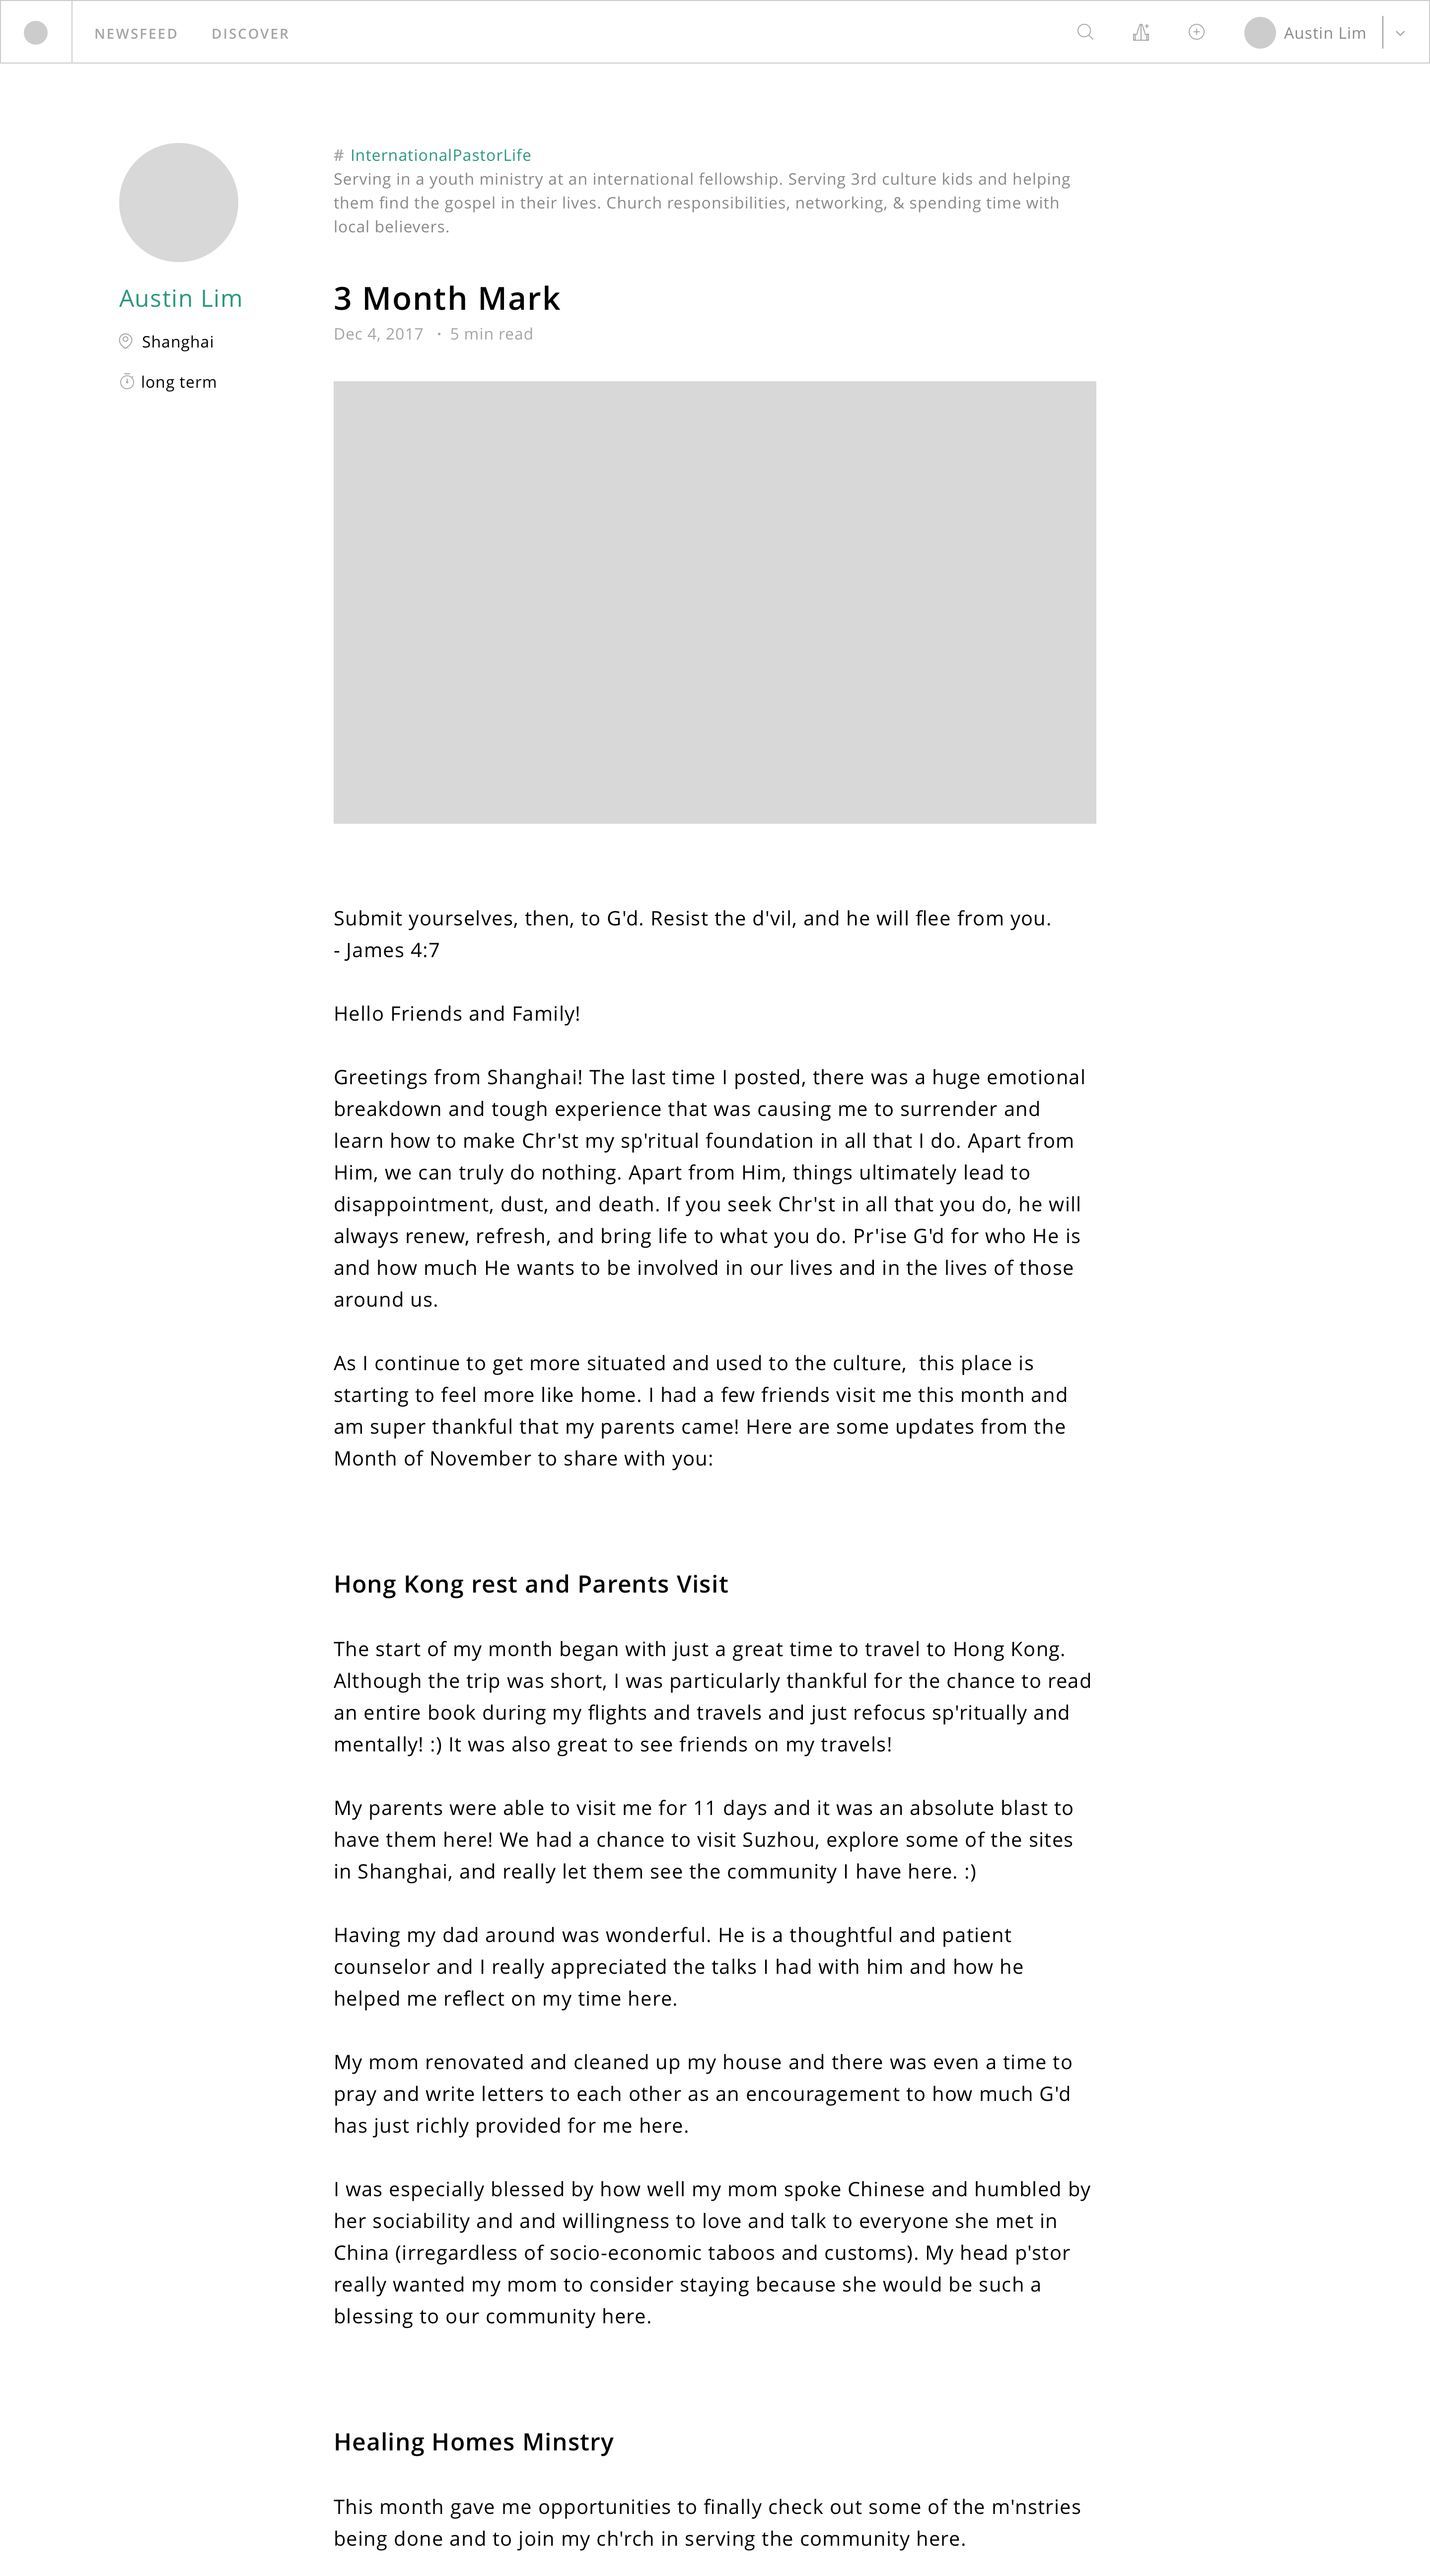 NEWSFEED DISCOVER Austin Lim
# InternationalPastorLife
Serving in a youth ministry at an international fellowship. Serving 3rd culture kids and helping
them find the gospel in their lives. Church responsibilities, networking, & spending time with
local believers.
Austin Lim
Shanghai
long term
3 Month Mark
Dec 4, 2017 · 5 min read
Submit yourselves, then, to G'd. Resist the d'vil, and he will flee from you.
- James 4:7
Hello Friends and Family!
Greetings from Shanghai! The last time I posted, there was a huge emotional
breakdown and tough experience that was causing me to surrender and
learn how to make Chr'st my sp'ritual foundation in all that I do. Apart from
Him, we can truly do nothing. Apart from Him, things ultimately lead to
disappointment, dust, and death. If you seek Chr'st in all that you do, he will
always renew, refresh, and bring life to what you do. Pr'ise G'd for who He is
and how much He wants to be involved in our lives and in the lives of those
around us.
As I continue to get more situated and used to the culture,  this place is
starting to feel more like home. I had a few friends visit me this month and
am super thankful that my parents came! Here are some updates from the
Month of November to share with you:
Hong Kong rest and Parents Visit
The start of my month began with just a great time to travel to Hong Kong.
Although the trip was short, I was particularly thankful for the chance to read
an entire book during my flights and travels and just refocus sp'ritually and
mentally! :) It was also great to see friends on my travels!
My parents were able to visit me for 11 days and it was an absolute blast to
have them here! We had a chance to visit Suzhou, explore some of the sites
in Shanghai, and really let them see the community I have here. :)
Having my dad around was wonderful. He is a thoughtful and patient
counselor and I really appreciated the talks I had with him and how he
helped me reflect on my time here.
My mom renovated and cleaned up my house and there was even a time to
pray and write letters to each other as an encouragement to how much G'd
has just richly provided for me here.
I was especially blessed by how well my mom spoke Chinese and humbled by
her sociability and and willingness to love and talk to everyone she met in
China (irregardless of socio-economic taboos and customs). My head p'stor
really wanted my mom to consider staying because she would be such a
blessing to our community here.
Healing Homes Minstry
This month gave me opportunities to finally check out some of the m'nstries
being done and to join my ch'rch in serving the community here.